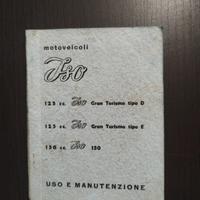 motoveicoli
Iso
125 cc. Iso Gran Turismo tipo D
125 cc. Iso Gran Turismo tipo E
150 cc. Iso 150
USO E MANUTENZIONE